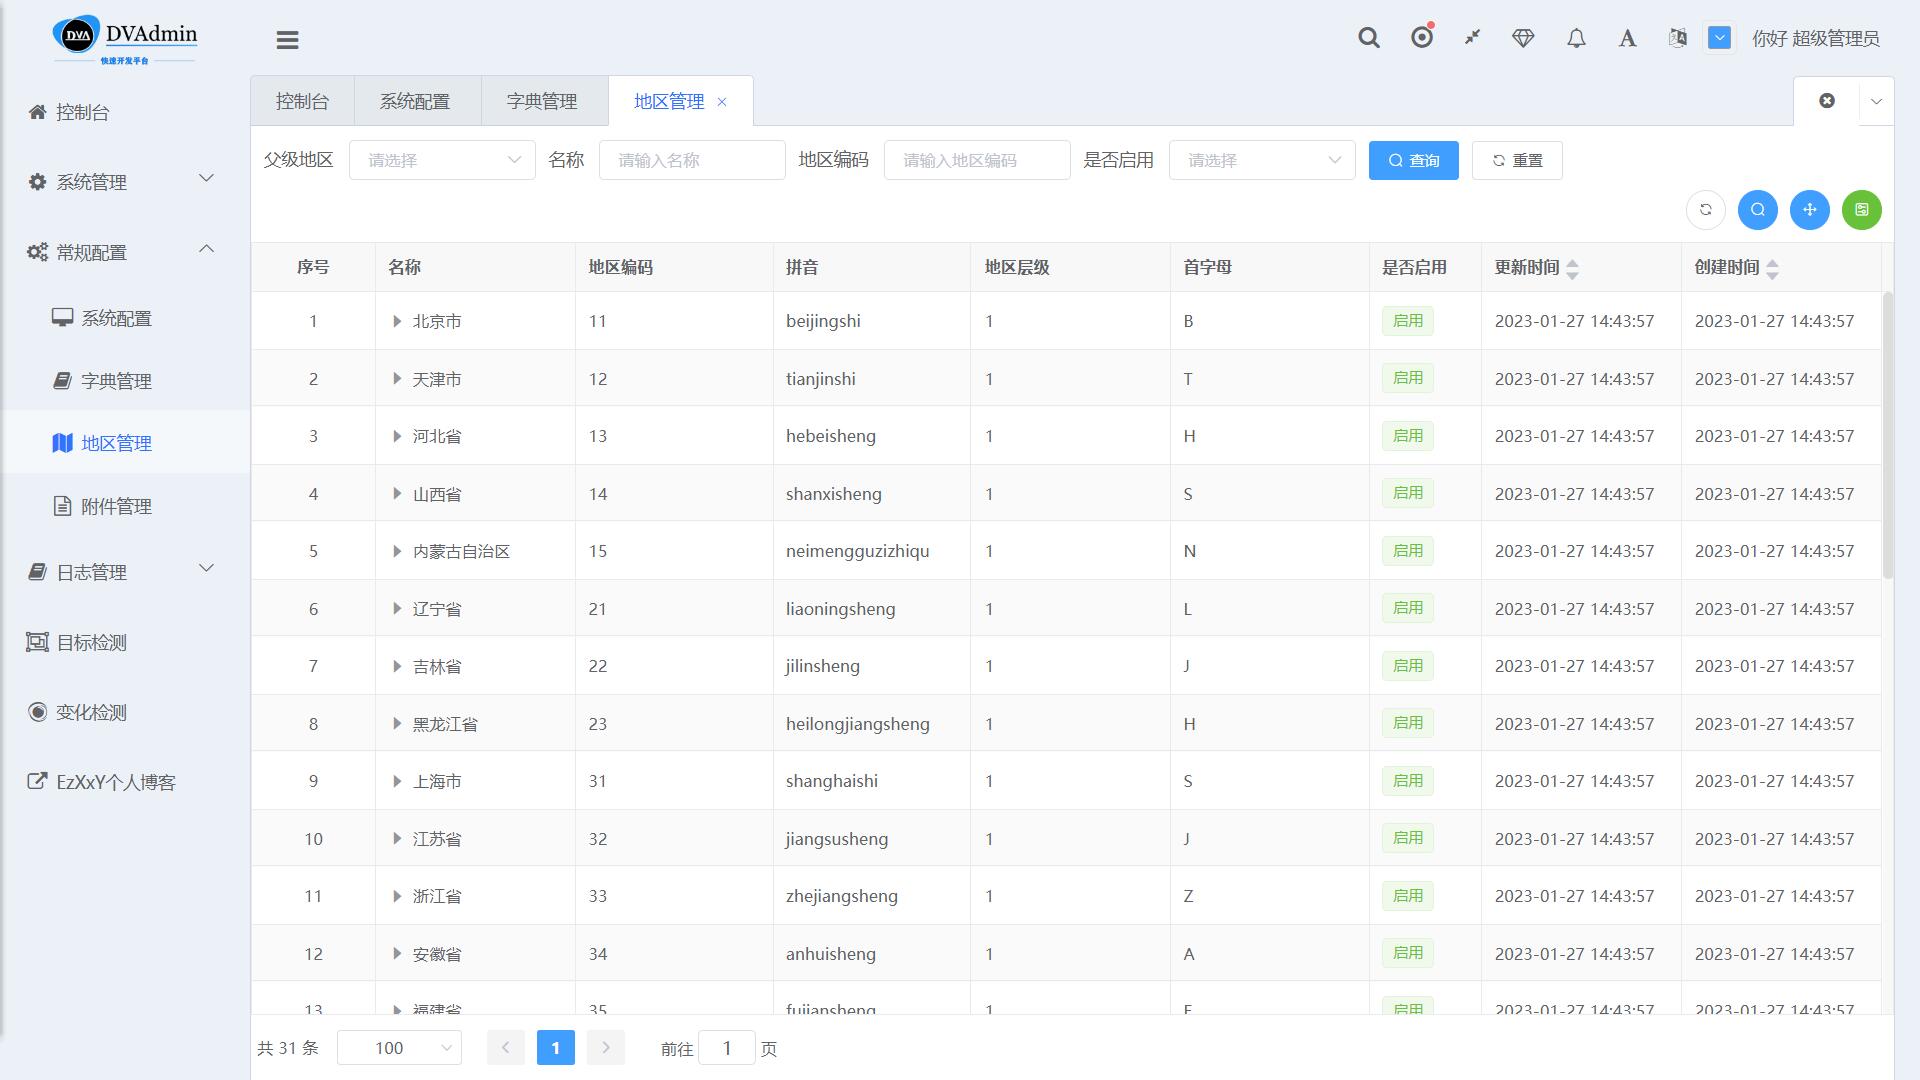 DVA DVAdmin
快速开发平台
你好 超级管理员
控制台
系统管理
常规配置
系统配置
字典管理
地区管理
附件管理
日志管理
目标检测
变化检测
EzXxY个人博客
控制台 系统配置 字典管理 地区管理
父级地区 请选择 名称 请输入名称 地区编码 请输入地区编码 是否启用 请选择 查询 重置
序号 名称 地区编码 拼音 地区层级 首字母 是否启用 更新时间 创建时间
1 北京市 11 beijingshi 1 B 启用 2023-01-27 14:43:57 2023-01-27 14:43:57
2 天津市 12 tianjinshi 1 T 启用 2023-01-27 14:43:57 2023-01-27 14:43:57
3 河北省 13 hebeisheng 1 H 启用 2023-01-27 14:43:57 2023-01-27 14:43:57
4 山西省 14 shanxisheng 1 S 启用 2023-01-27 14:43:57 2023-01-27 14:43:57
5 内蒙古自治区 15 neimengguzizhiqu 1 N 启用 2023-01-27 14:43:57 2023-01-27 14:43:57
6 辽宁省 21 liaoningsheng 1 L 启用 2023-01-27 14:43:57 2023-01-27 14:43:57
7 吉林省 22 jilinsheng 1 J 启用 2023-01-27 14:43:57 2023-01-27 14:43:57
8 黑龙江省 23 heilongjiangsheng 1 H 启用 2023-01-27 14:43:57 2023-01-27 14:43:57
9 上海市 31 shanghaishi 1 S 启用 2023-01-27 14:43:57 2023-01-27 14:43:57
10 江苏省 32 jiangsusheng 1 J 启用 2023-01-27 14:43:57 2023-01-27 14:43:57
11 浙江省 33 zhejiangsheng 1 Z 启用 2023-01-27 14:43:57 2023-01-27 14:43:57
12 安徽省 34 anhuisheng 1 A 启用 2023-01-27 14:43:57 2023-01-27 14:43:57
13 福建省 35 fujiansheng 1 F 启用 2023-01-27 14:43:57 2023-01-27 14:43:57
共 31 条 100 1 前往 1 页